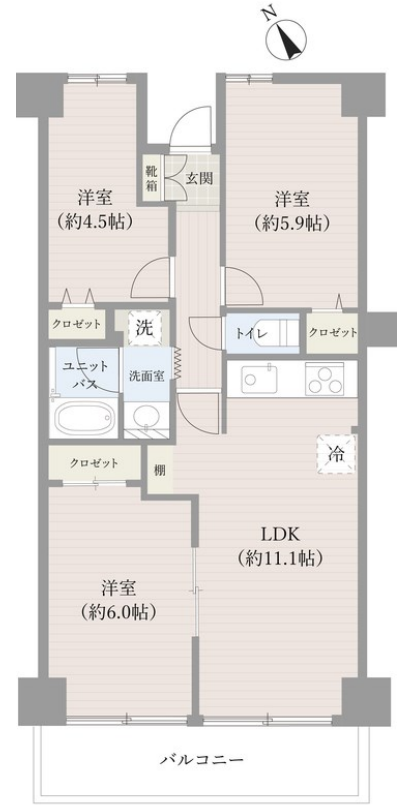 N
靴箱
玄関
洋室
(約4.5帖)
洋室
(約5.9帖)
クロゼット
洗
トイレ
クロゼット
ユニット
バス
洗面室
冷
クロゼット
棚
LDK
(約11.1帖)
洋室
(約6.0帖)
バルコニー